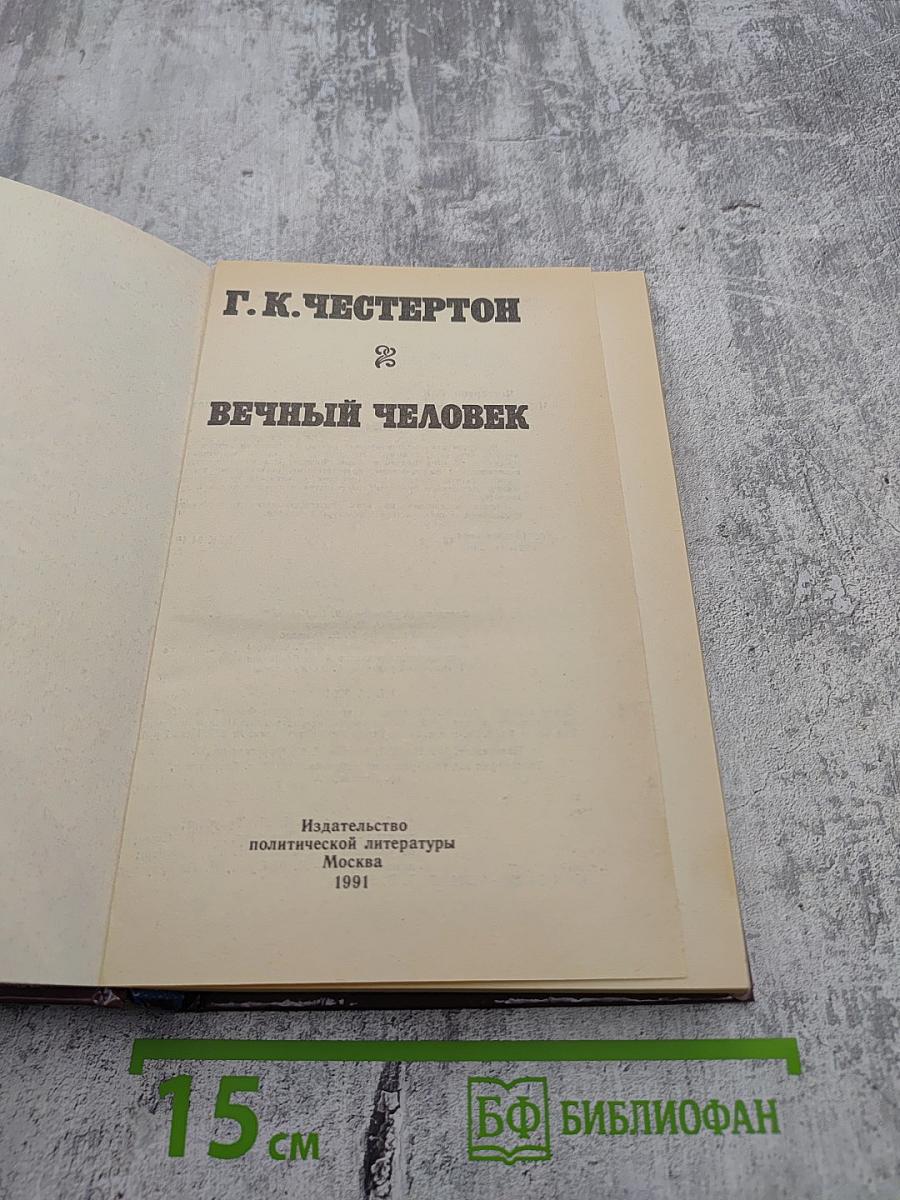 Г. К. ЧЕСТЕРТОН
ВЕЧНЫЙ ЧЕЛОВЕК
Издательство
политической литературы
Москва
1991
15 см
БФ БИБЛИОФАН